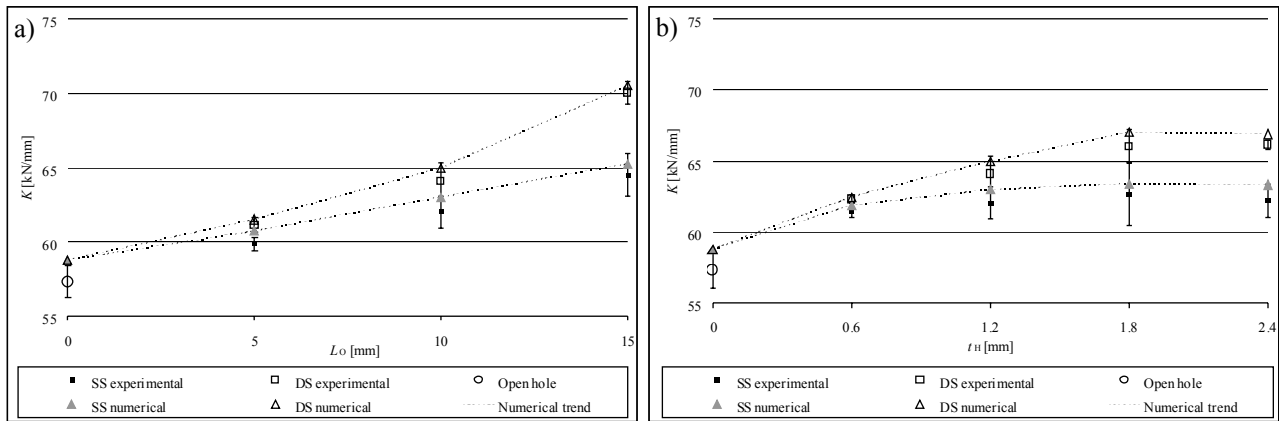 a)
75
70
65
60
55
K [kN/mm]
0 5 10 15
LO [mm]
SS experimental DS experimental Open hole
SS numerical DS numerical Numerical trend
b)
75
70
65
60
55
K [kN/mm]
0 0.6 1.2 1.8 2.4
tH [mm]
SS experimental DS experimental Open hole
SS numerical DS numerical Numerical trend